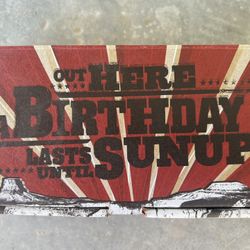 OUT HERE
A BIRTHDAY
LASTS
UNTIL SUNUP